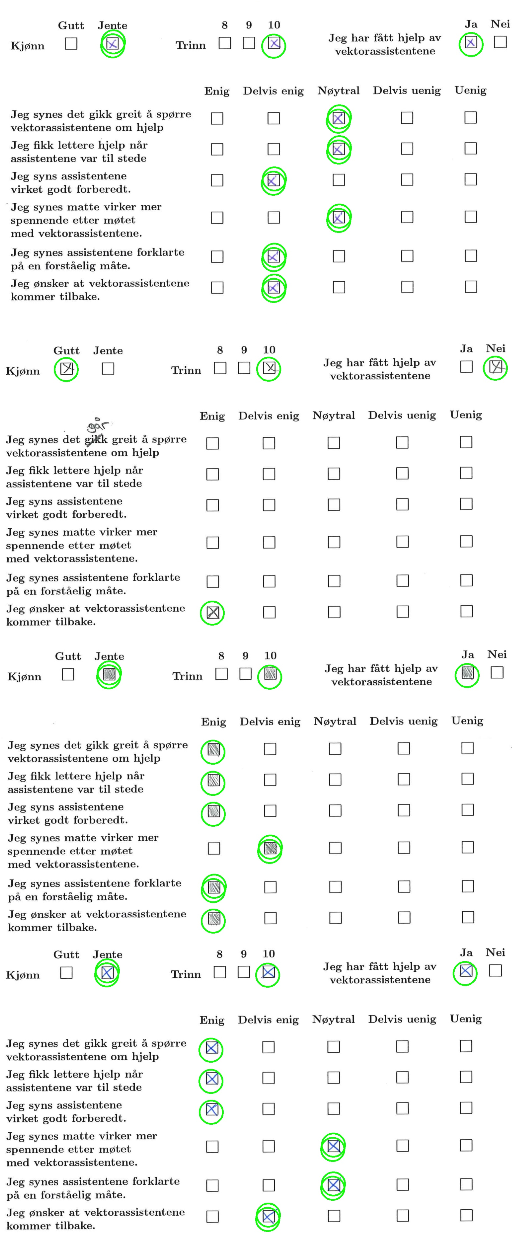 Gutt Jente 8 9 10 Ja Nei
Kjønn Trinn Jeg har fått hjelp av
vektorassistentene
Enig Delvis enig Nøytral Delvis uenig Uenig
Jeg synes det gikk greit å spørre
vektorassistentene om hjelp
Jeg fikk lettere hjelp når
assistentene var til stede
Jeg syns assistentene
virket godt forberedt.
Jeg synes matte virker mer
spennende etter møtet
med vektorassistentene.
Jeg synes assistentene forklarte
på en forståelig måte.
Jeg ønsker at vektorassistentene
kommer tilbake.
Gutt Jente 8 9 10 Ja Nei
Kjønn Trinn Jeg har fått hjelp av
vektorassistentene
Enig Delvis enig Nøytral Delvis uenig Uenig
går
Jeg synes det gikk greit å spørre
vektorassistentene om hjelp
Jeg fikk lettere hjelp når
assistentene var til stede
Jeg syns assistentene
virket godt forberedt.
Jeg synes matte virker mer
spennende etter møtet
med vektorassistentene.
Jeg synes assistentene forklarte
på en forståelig måte.
Jeg ønsker at vektorassistentene
kommer tilbake.
Gutt Jente 8 9 10 Ja Nei
Kjønn Trinn Jeg har fått hjelp av
vektorassistentene
Enig Delvis enig Nøytral Delvis uenig Uenig
Jeg synes det gikk greit å spørre
vektorassistentene om hjelp
Jeg fikk lettere hjelp når
assistentene var til stede
Jeg syns assistentene
virket godt forberedt.
Jeg synes matte virker mer
spennende etter møtet
med vektorassistentene.
Jeg synes assistentene forklarte
på en forståelig måte.
Jeg ønsker at vektorassistentene
kommer tilbake.
Gutt Jente 8 9 10 Ja Nei
Kjønn Trinn Jeg har fått hjelp av
vektorassistentene
Enig Delvis enig Nøytral Delvis uenig Uenig
Jeg synes det gikk greit å spørre
vektorassistentene om hjelp
Jeg fikk lettere hjelp når
assistentene var til stede
Jeg syns assistentene
virket godt forberedt.
Jeg synes matte virker mer
spennende etter møtet
med vektorassistentene.
Jeg synes assistentene forklarte
på en forståelig måte.
Jeg ønsker at vektorassistentene
kommer tilbake.